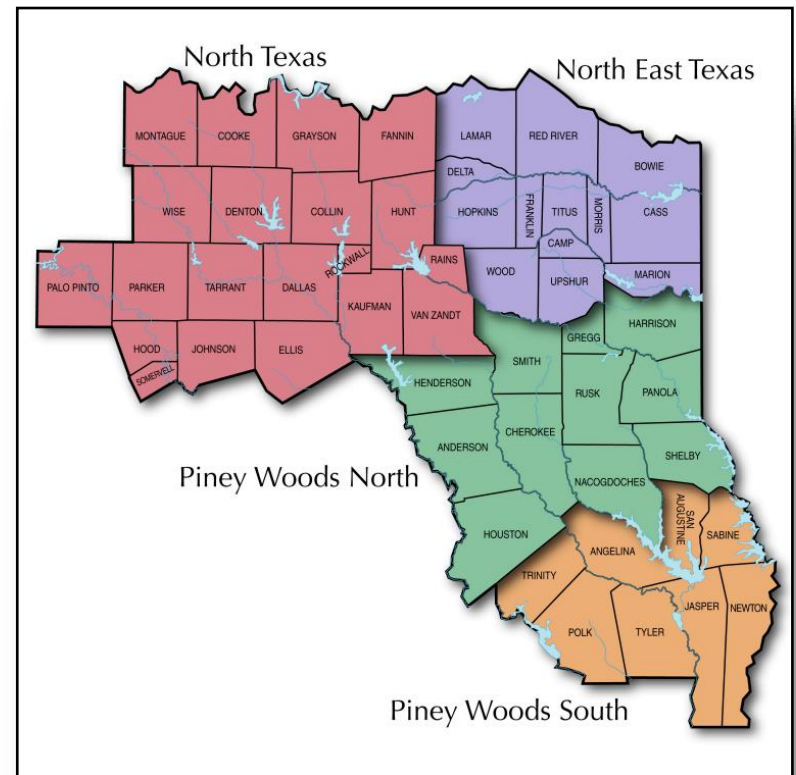 North Texas
North East Texas
MONTAGUE
COOKE
GRAYSON
FANNIN
LAMAR
RED RIVER
BOWIE
DELTA
WISE
DENTON
COLLIN
HUNT
HOPKINS
FRANKLIN
TITUS
MORRIS
CASS
CAMP
ROCKWALL
RAINS
WOOD
UPSHUR
MARION
PALO PINTO
PARKER
TARRANT
DALLAS
KAUFMAN
VAN ZANDT
GREGG
HARRISON
HOOD
JOHNSON
ELLIS
SOMERVELL
SMITH
HENDERSON
RUSK
PANOLA
CHEROKEE
ANDERSON
SHELBY
Piney Woods North
NACOGDOCHES
HOUSTON
SAN
AUGUSTINE
SABINE
ANGELINA
TRINITY
JASPER
NEWTON
POLK
TYLER
Piney Woods South